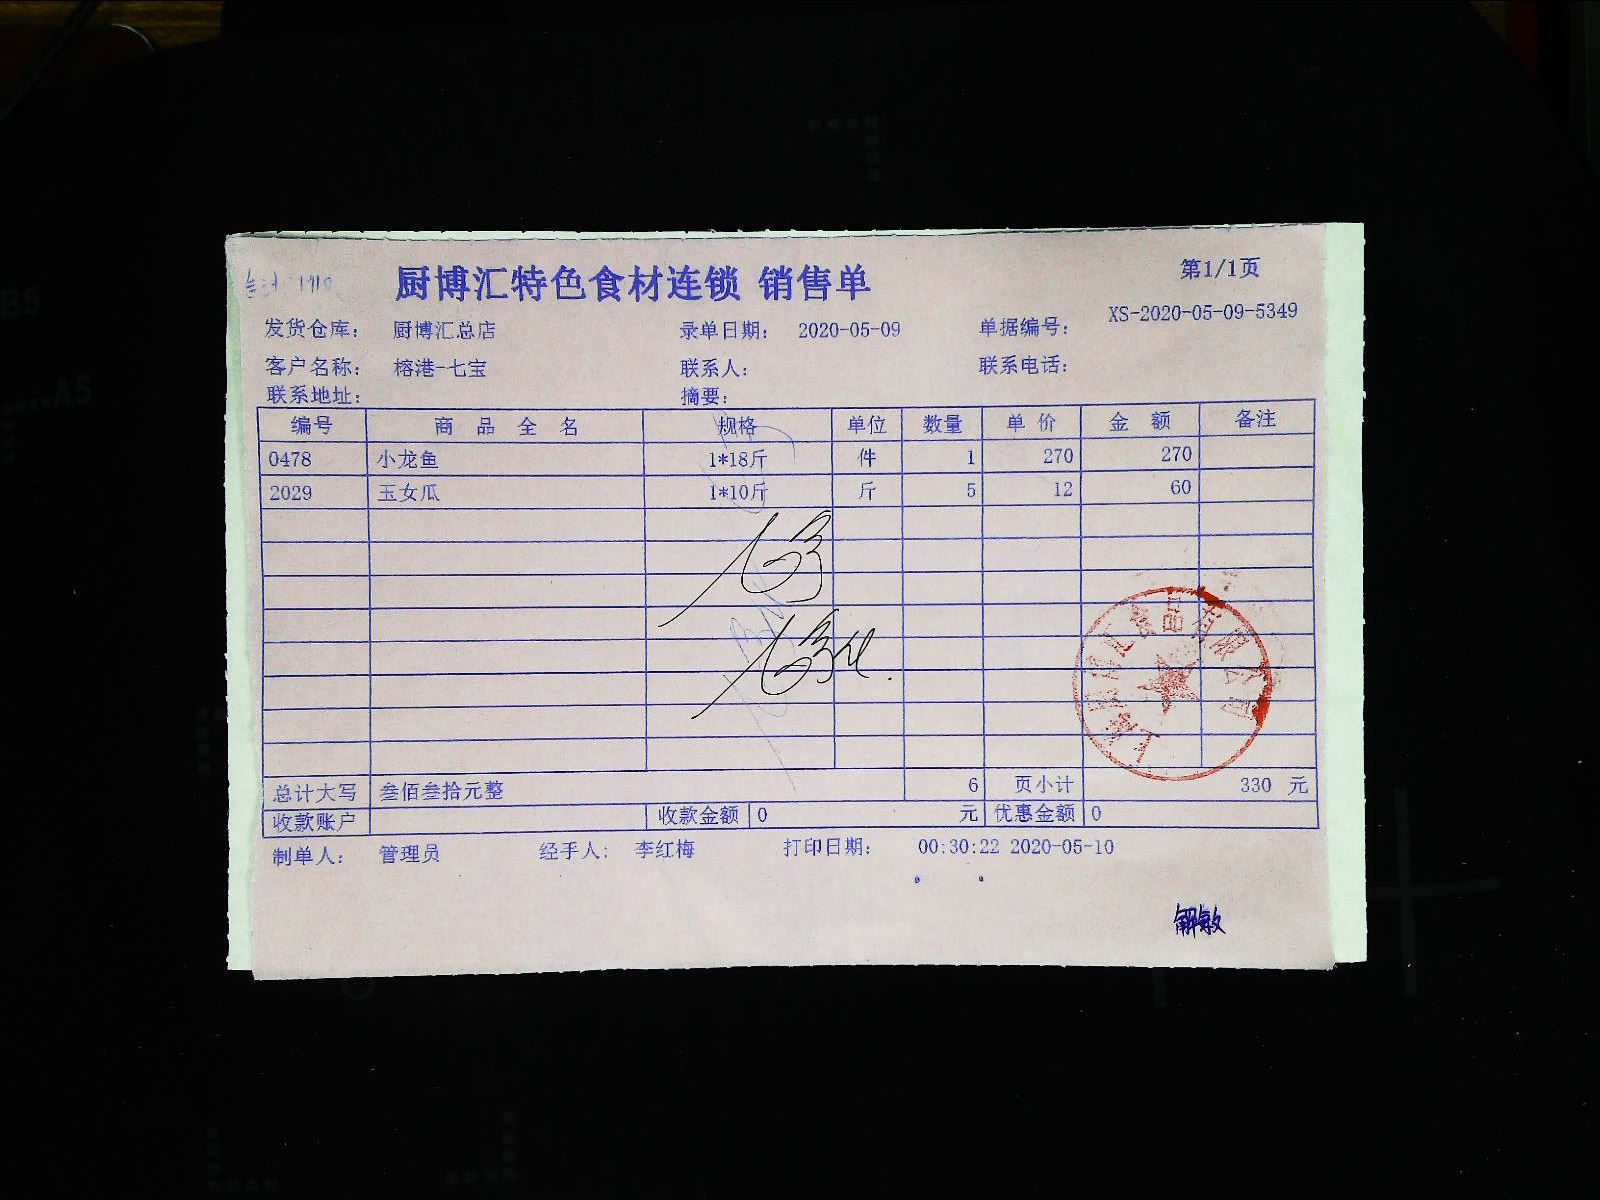 厨博汇特色食材连锁 销售单
第1/1页
发货仓库： 厨博汇总店 录单日期： 2020-05-09 单据编号： XS-2020-05-09-5349
客户名称： 榕港-七宝 联系人： 联系电话：
联系地址： 摘要：
编号 商品全名 规格 单位 数量 单价 金额 备注
0478 小龙鱼 1*18斤 件 1 270 270
2029 玉女瓜 1*10斤 斤 5 12 60
总计大写 叁佰叁拾元整 6 页小计 330 元
收款账户 收款金额 0 元 优惠金额 0
制单人： 管理员 经手人： 李红梅 打印日期： 00:30:22 2020-05-10
解敏